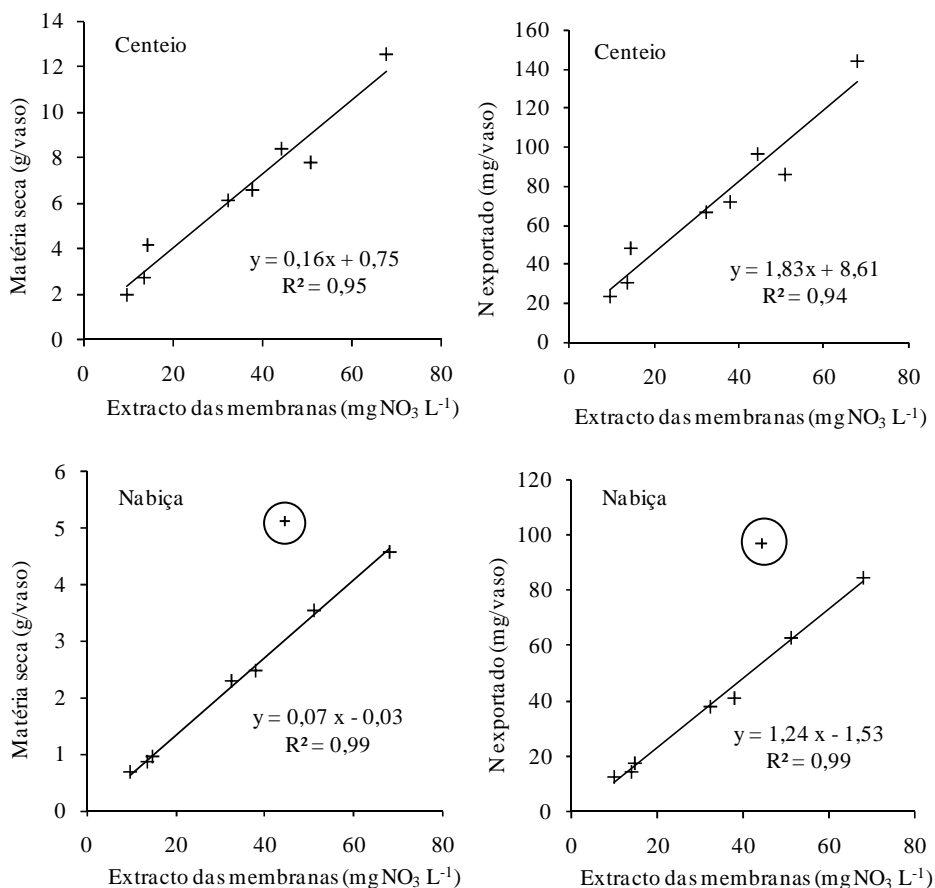 14
12
10
8
6
4
2
0
Matéria seca (g/vaso)
Centeio
y = 0,16x + 0,75
R² = 0,95
0 20 40 60 80
Extracto das membranas (mg NO₃ L⁻¹)
160
140
120
100
80
60
40
20
0
N exportado (mg/vaso)
Centeio
y = 1,83x + 8,61
R² = 0,94
0 20 40 60 80
Extracto das membranas (mg NO₃ L⁻¹)
6
5
4
3
2
1
0
Matéria seca (g/vaso)
Nabiça
y = 0,07 x - 0,03
R² = 0,99
0 20 40 60 80
Extracto das membranas (mg NO₃ L⁻¹)
120
100
80
60
40
20
0
N exportado (mg/vaso)
Nabiça
y = 1,24 x - 1,53
R² = 0,99
0 20 40 60 80
Extracto das membranas (mg NO₃ L⁻¹)